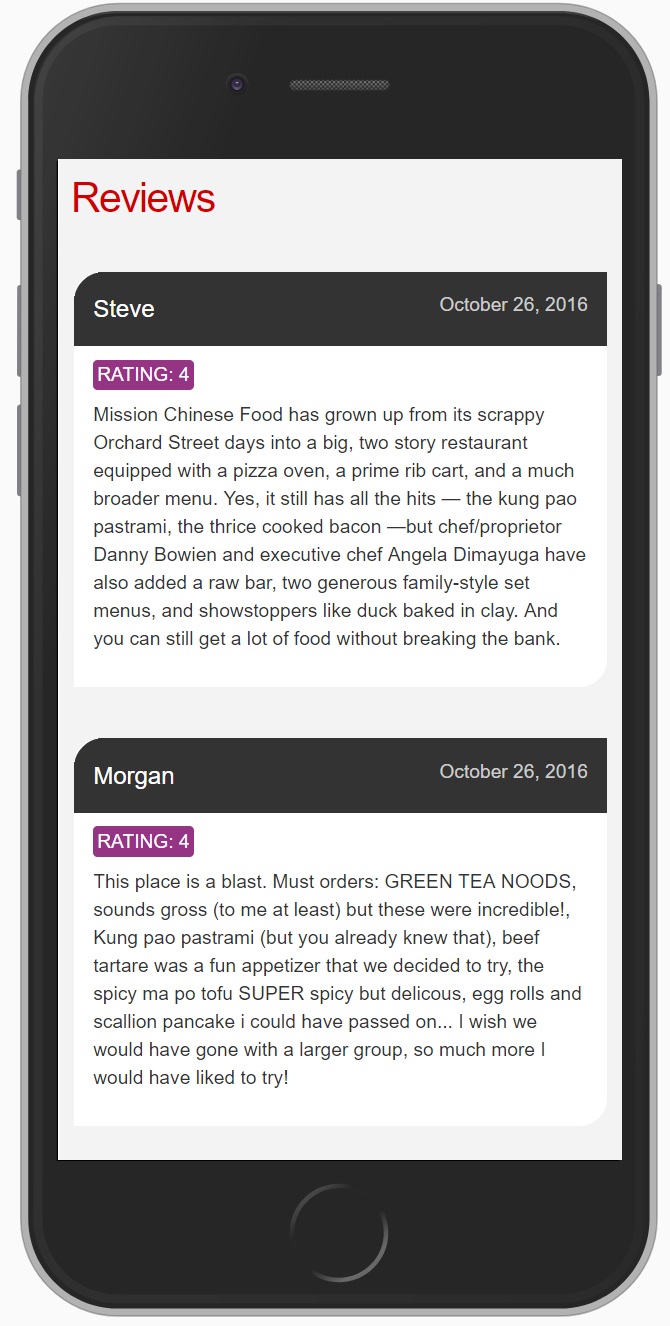 Reviews
Steve
October 26, 2016
RATING: 4
Mission Chinese Food has grown up from its scrappy
Orchard Street days into a big, two story restaurant
equipped with a pizza oven, a prime rib cart, and a much
broader menu. Yes, it still has all the hits — the kung pao
pastrami, the thrice cooked bacon —but chef/proprietor
Danny Bowien and executive chef Angela Dimayuga have
also added a raw bar, two generous family-style set
menus, and showstoppers like duck baked in clay. And
you can still get a lot of food without breaking the bank.
Morgan
October 26, 2016
RATING: 4
This place is a blast. Must orders: GREEN TEA NOODS,
sounds gross (to me at least) but these were incredible!,
Kung pao pastrami (but you already knew that), beef
tartare was a fun appetizer that we decided to try, the
spicy ma po tofu SUPER spicy but delicous, egg rolls and
scallion pancake i could have passed on... I wish we
would have gone with a larger group, so much more I
would have liked to try!